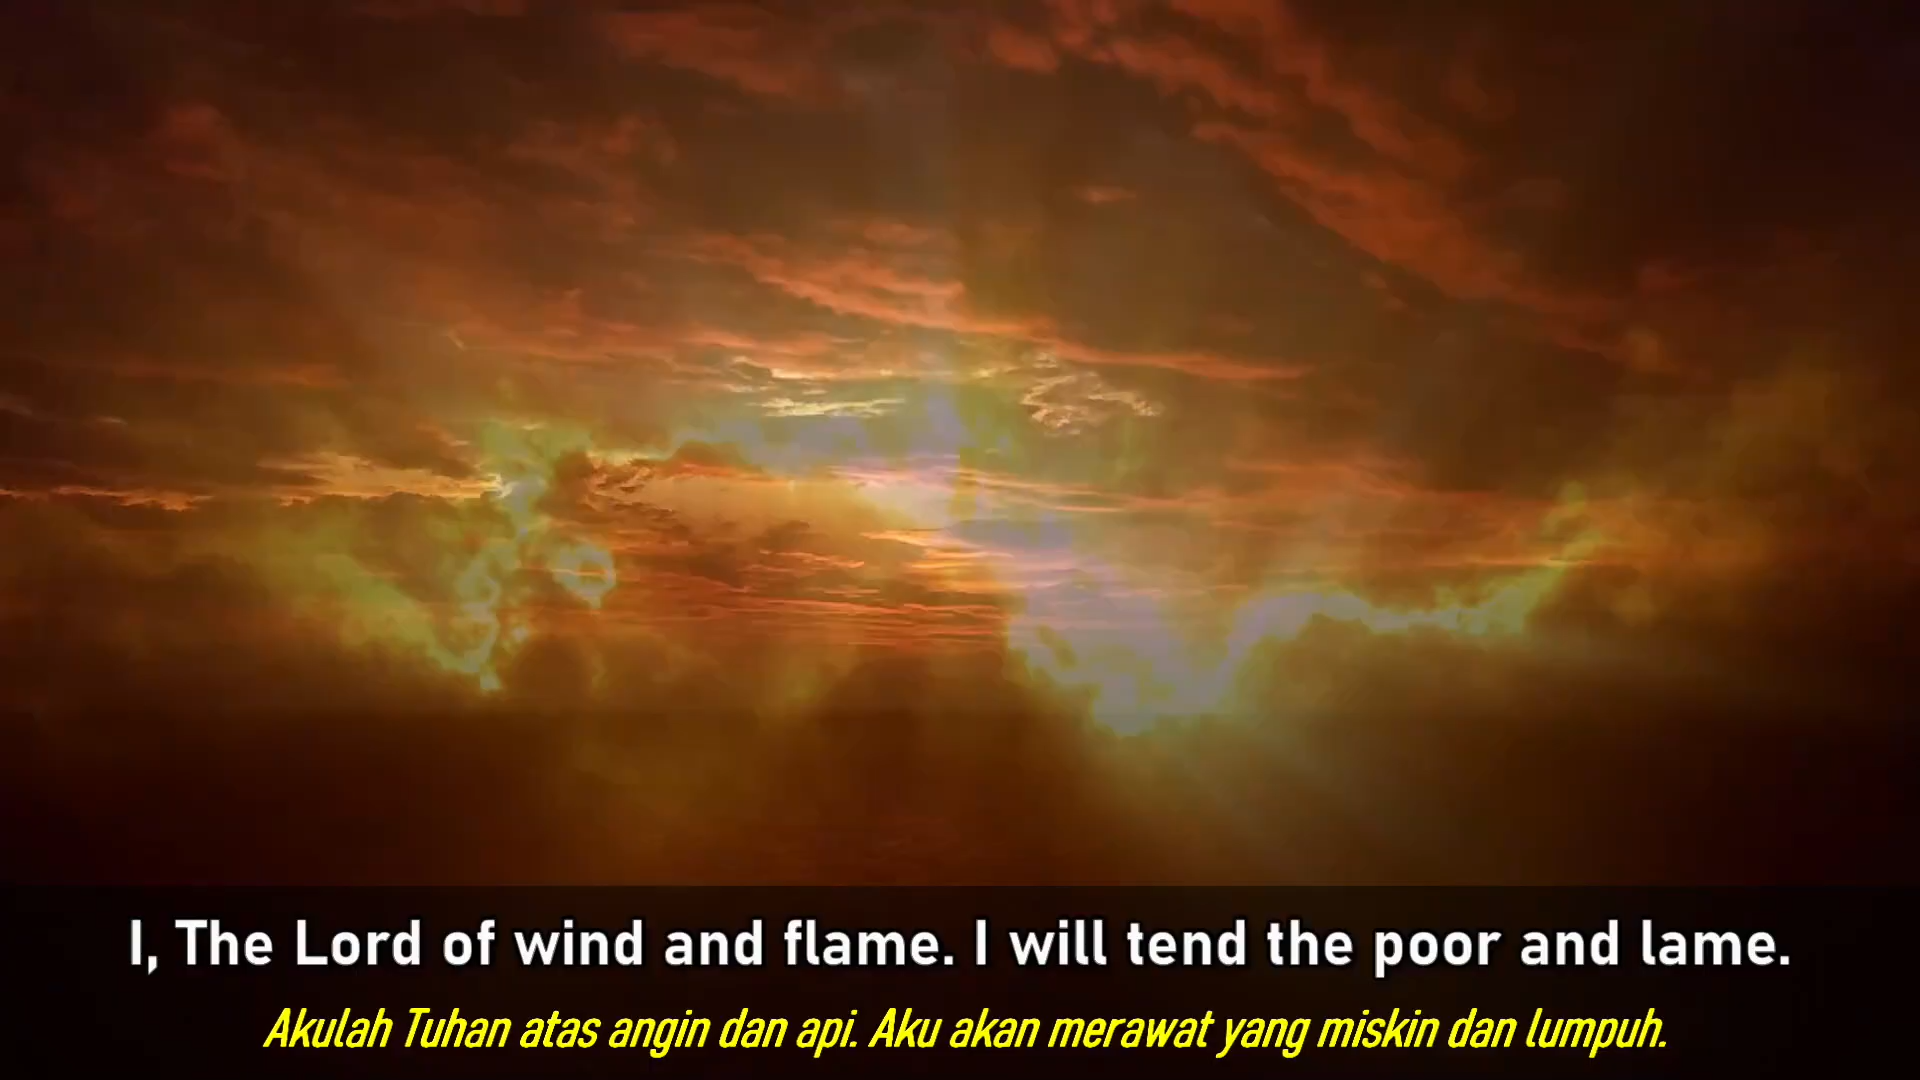 I, The Lord of wind and flame. I will tend the poor and lame.
Akulah Tuhan atas angin dan api. Aku akan merawat yang miskin dan lumpuh.